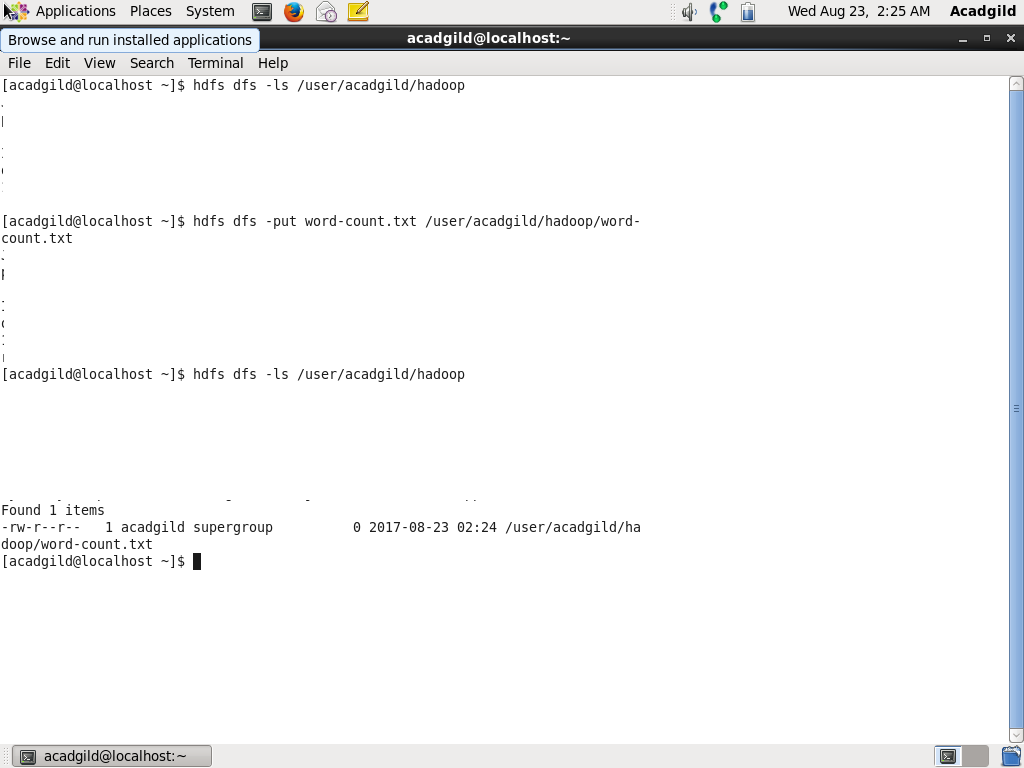 Applications Places System
Wed Aug 23, 2:25 AM Acadgild
Browse and run installed applications
acadgild@localhost:~
File Edit View Search Terminal Help
[acadgild@localhost ~]$ hdfs dfs -ls /user/acadgild/hadoop
[acadgild@localhost ~]$ hdfs dfs -put word-count.txt /user/acadgild/hadoop/word-
count.txt
[acadgild@localhost ~]$ hdfs dfs -ls /user/acadgild/hadoop
Found 1 items
-rw-r--r--   1 acadgild supergroup          0 2017-08-23 02:24 /user/acadgild/ha
doop/word-count.txt
[acadgild@localhost ~]$
acadgild@localhost:~